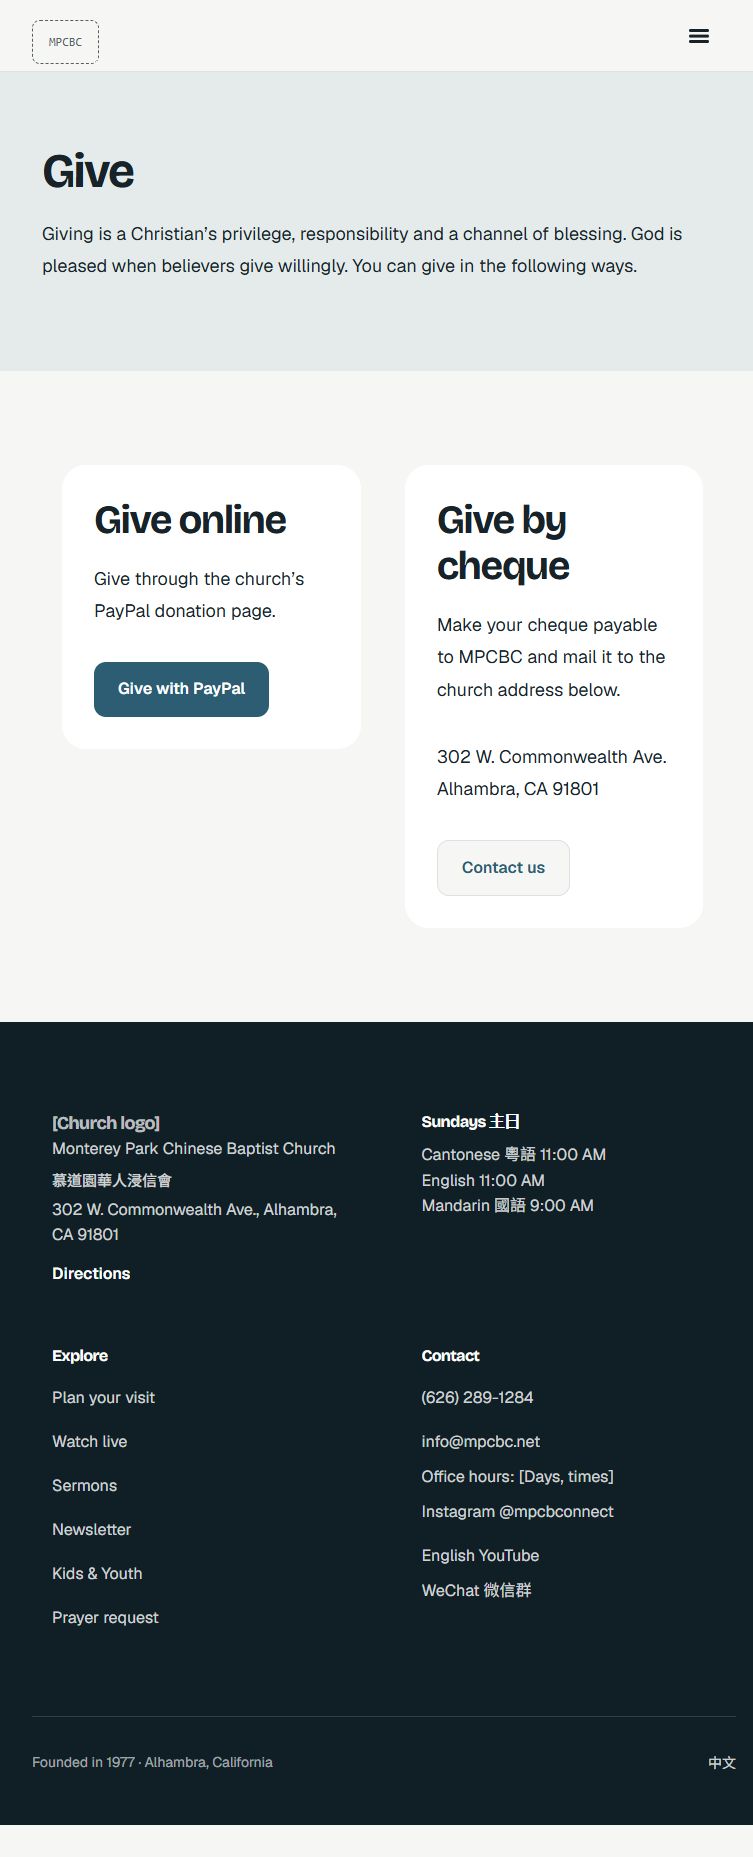 MPCBC
Give
Giving is a Christian’s privilege, responsibility and a channel of blessing. God is
pleased when believers give willingly. You can give in the following ways.
Give online
Give through the church’s
PayPal donation page.
Give with PayPal
Give by
cheque
Make your cheque payable
to MPCBC and mail it to the
church address below.
302 W. Commonwealth Ave.
Alhambra, CA 91801
Contact us
[Church logo]
Monterey Park Chinese Baptist Church
慕道園華人浸信會
302 W. Commonwealth Ave., Alhambra,
CA 91801
Directions
Sundays 主日
Cantonese 粵語 11:00 AM
English 11:00 AM
Mandarin 國語 9:00 AM
Explore
Plan your visit
Watch live
Sermons
Newsletter
Kids & Youth
Prayer request
Contact
(626) 289-1284
info@mpcbc.net
Office hours: [Days, times]
Instagram @mpcbconnect
English YouTube
WeChat 微信群
Founded in 1977 · Alhambra, California
中文